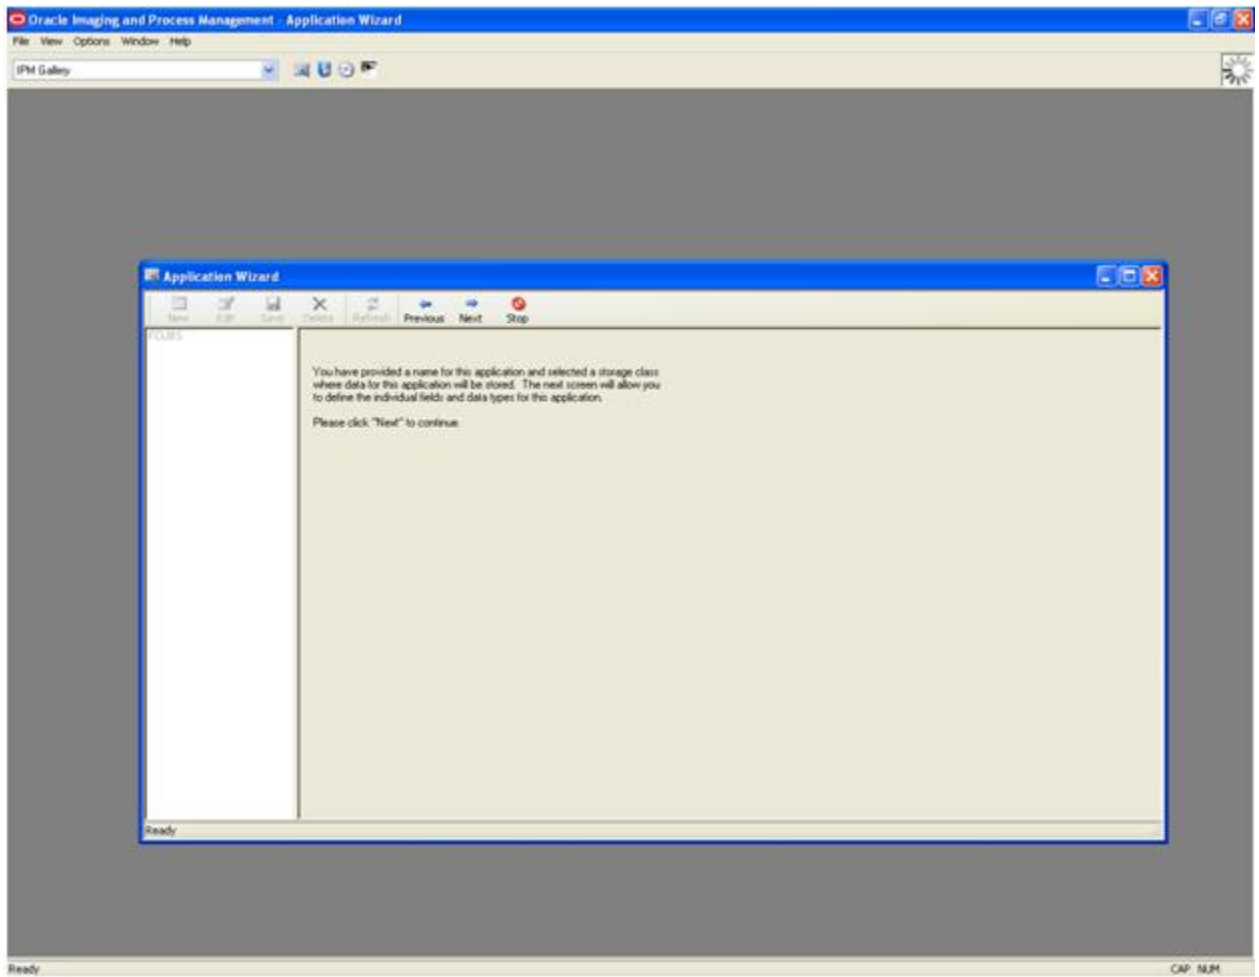 Oracle Imaging and Process Management - Application Wizard
File View Options Window Help
IPM Gallery
Application Wizard
New Edit Save Delete Refresh Previous Next Stop
FCUBS
You have provided a name for this application and selected a storage class
where data for this application will be stored. The next screen will allow you
to define the individual fields and data types for this application.
Please click "Next" to continue.
Ready
Ready CAP NUM